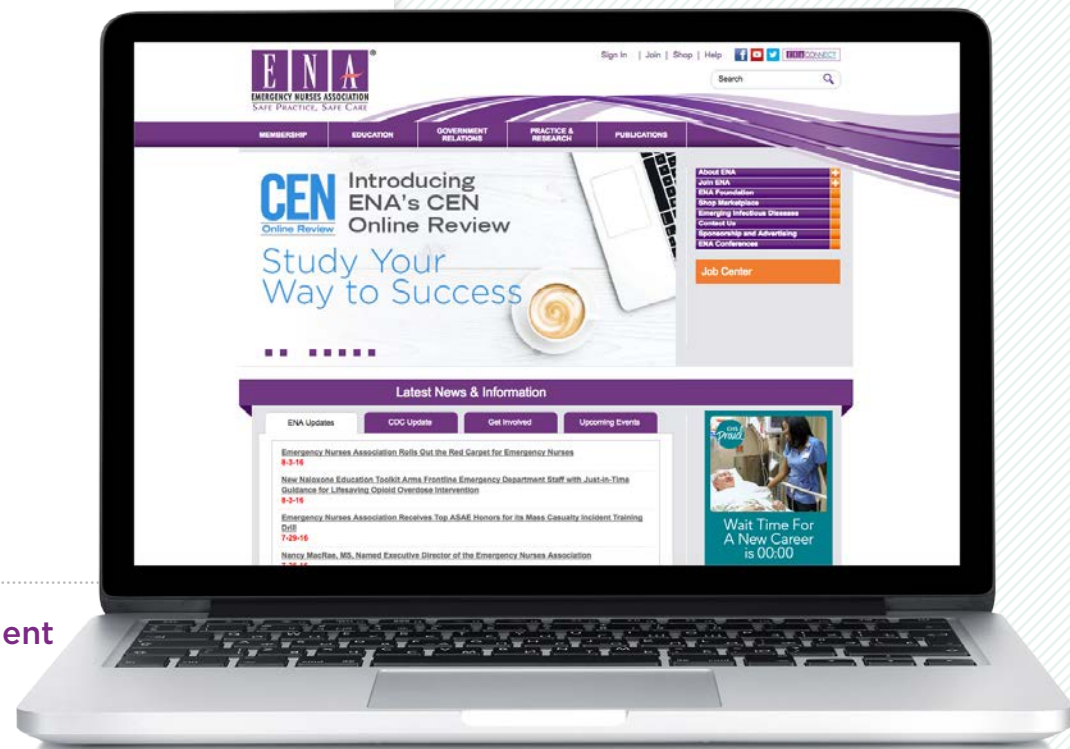 Sign In | Join | Shop | Help
ENACONNECT
ENA®
EMERGENCY NURSES ASSOCIATION
SAFE PRACTICE, SAFE CARE
Search
MEMBERSHIP
EDUCATION
GOVERNMENT
RELATIONS
PRACTICE &
RESEARCH
PUBLICATIONS
CEN
Online Review
Introducing
ENA's CEN
Online Review
Study Your
Way to Success
About ENA
Join ENA
ENA Foundation
Shop Marketplace
Emerging Infectious Diseases
Contact Us
Sponsorship and Advertising
ENA Conferences
Job Center
Latest News & Information
ENA Updates
CDC Update
Get Involved
Upcoming Events
Emergency Nurses Association Rolls Out the Red Carpet for Emergency Nurses
8-3-16
New Naloxone Education Toolkit Arms Frontline Emergency Department Staff with Just-in-Time
Guidance for Lifesaving Opioid Overdose Intervention
8-3-16
Emergency Nurses Association Receives Top ASAE Honors for its Mass Casualty Incident Training
Drill
7-29-16
Nancy MacRae, MS, Named Executive Director of the Emergency Nurses Association
CHS
Proud
Wait Time For
A New Career
is 00:00
ent